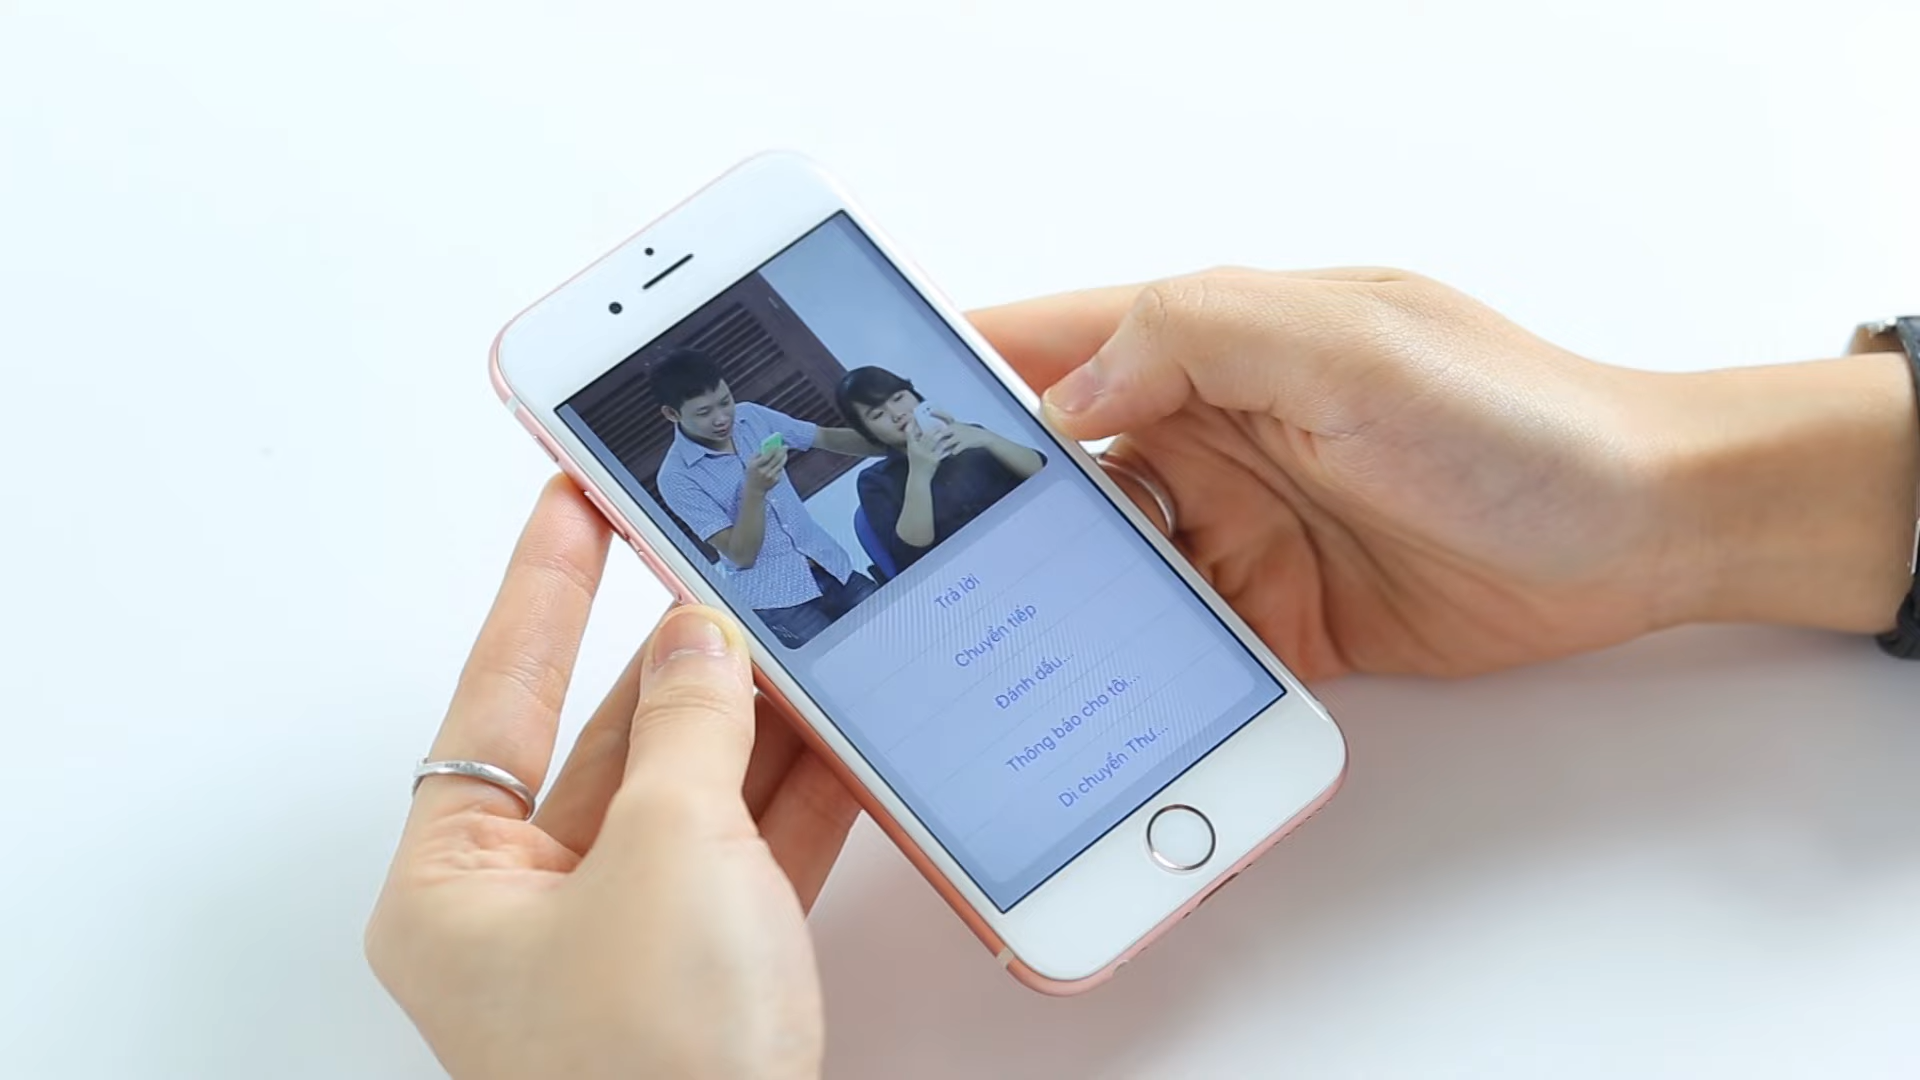 Trả lời
Chuyển tiếp
Đánh dấu...
Thông báo cho tôi...
Di chuyển Thư...